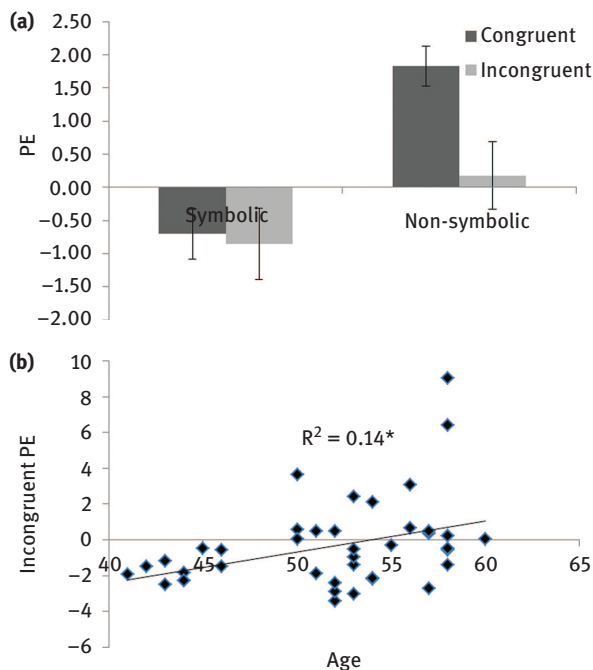 (a)
2.50
2.00
1.50
1.00
0.50
0.00
−0.50
−1.00
−1.50
−2.00
PE
Congruent
Incongruent
Symbolic
Non-symbolic
(b)
10
8
6
4
2
0
−2
−4
−6
Incongruent PE
R² = 0.14*
40 45 50 55 60 65
Age